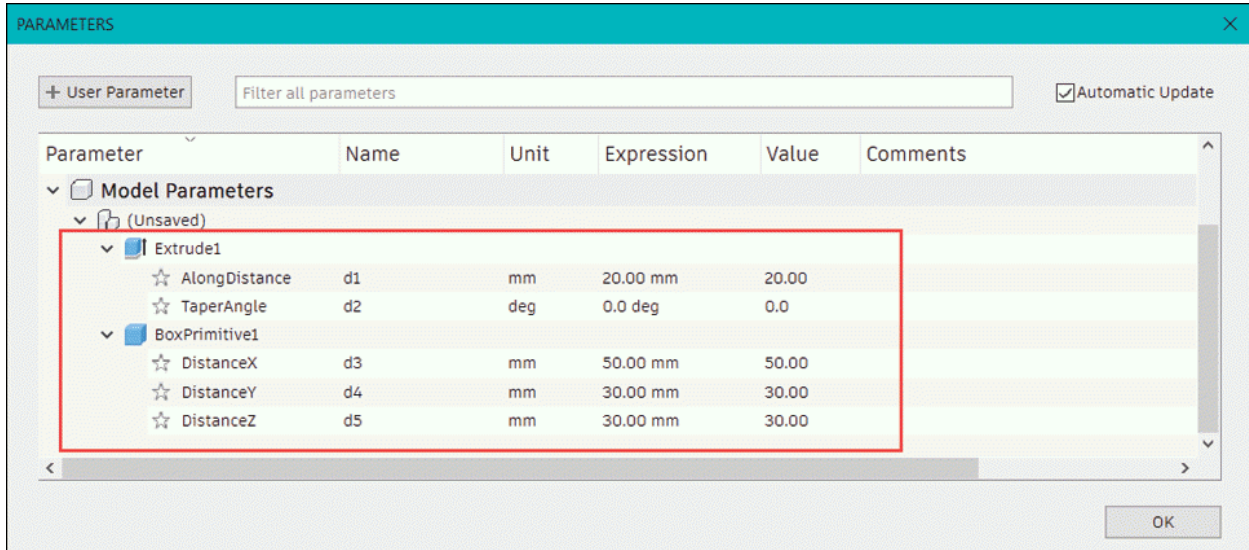 PARAMETERS
+ User Parameter Filter all parameters Automatic Update
Parameter Name Unit Expression Value Comments
Model Parameters
(Unsaved)
Extrude1
AlongDistance d1 mm 20.00 mm 20.00
TaperAngle d2 deg 0.0 deg 0.0
BoxPrimitive1
DistanceX d3 mm 50.00 mm 50.00
DistanceY d4 mm 30.00 mm 30.00
DistanceZ d5 mm 30.00 mm 30.00
OK